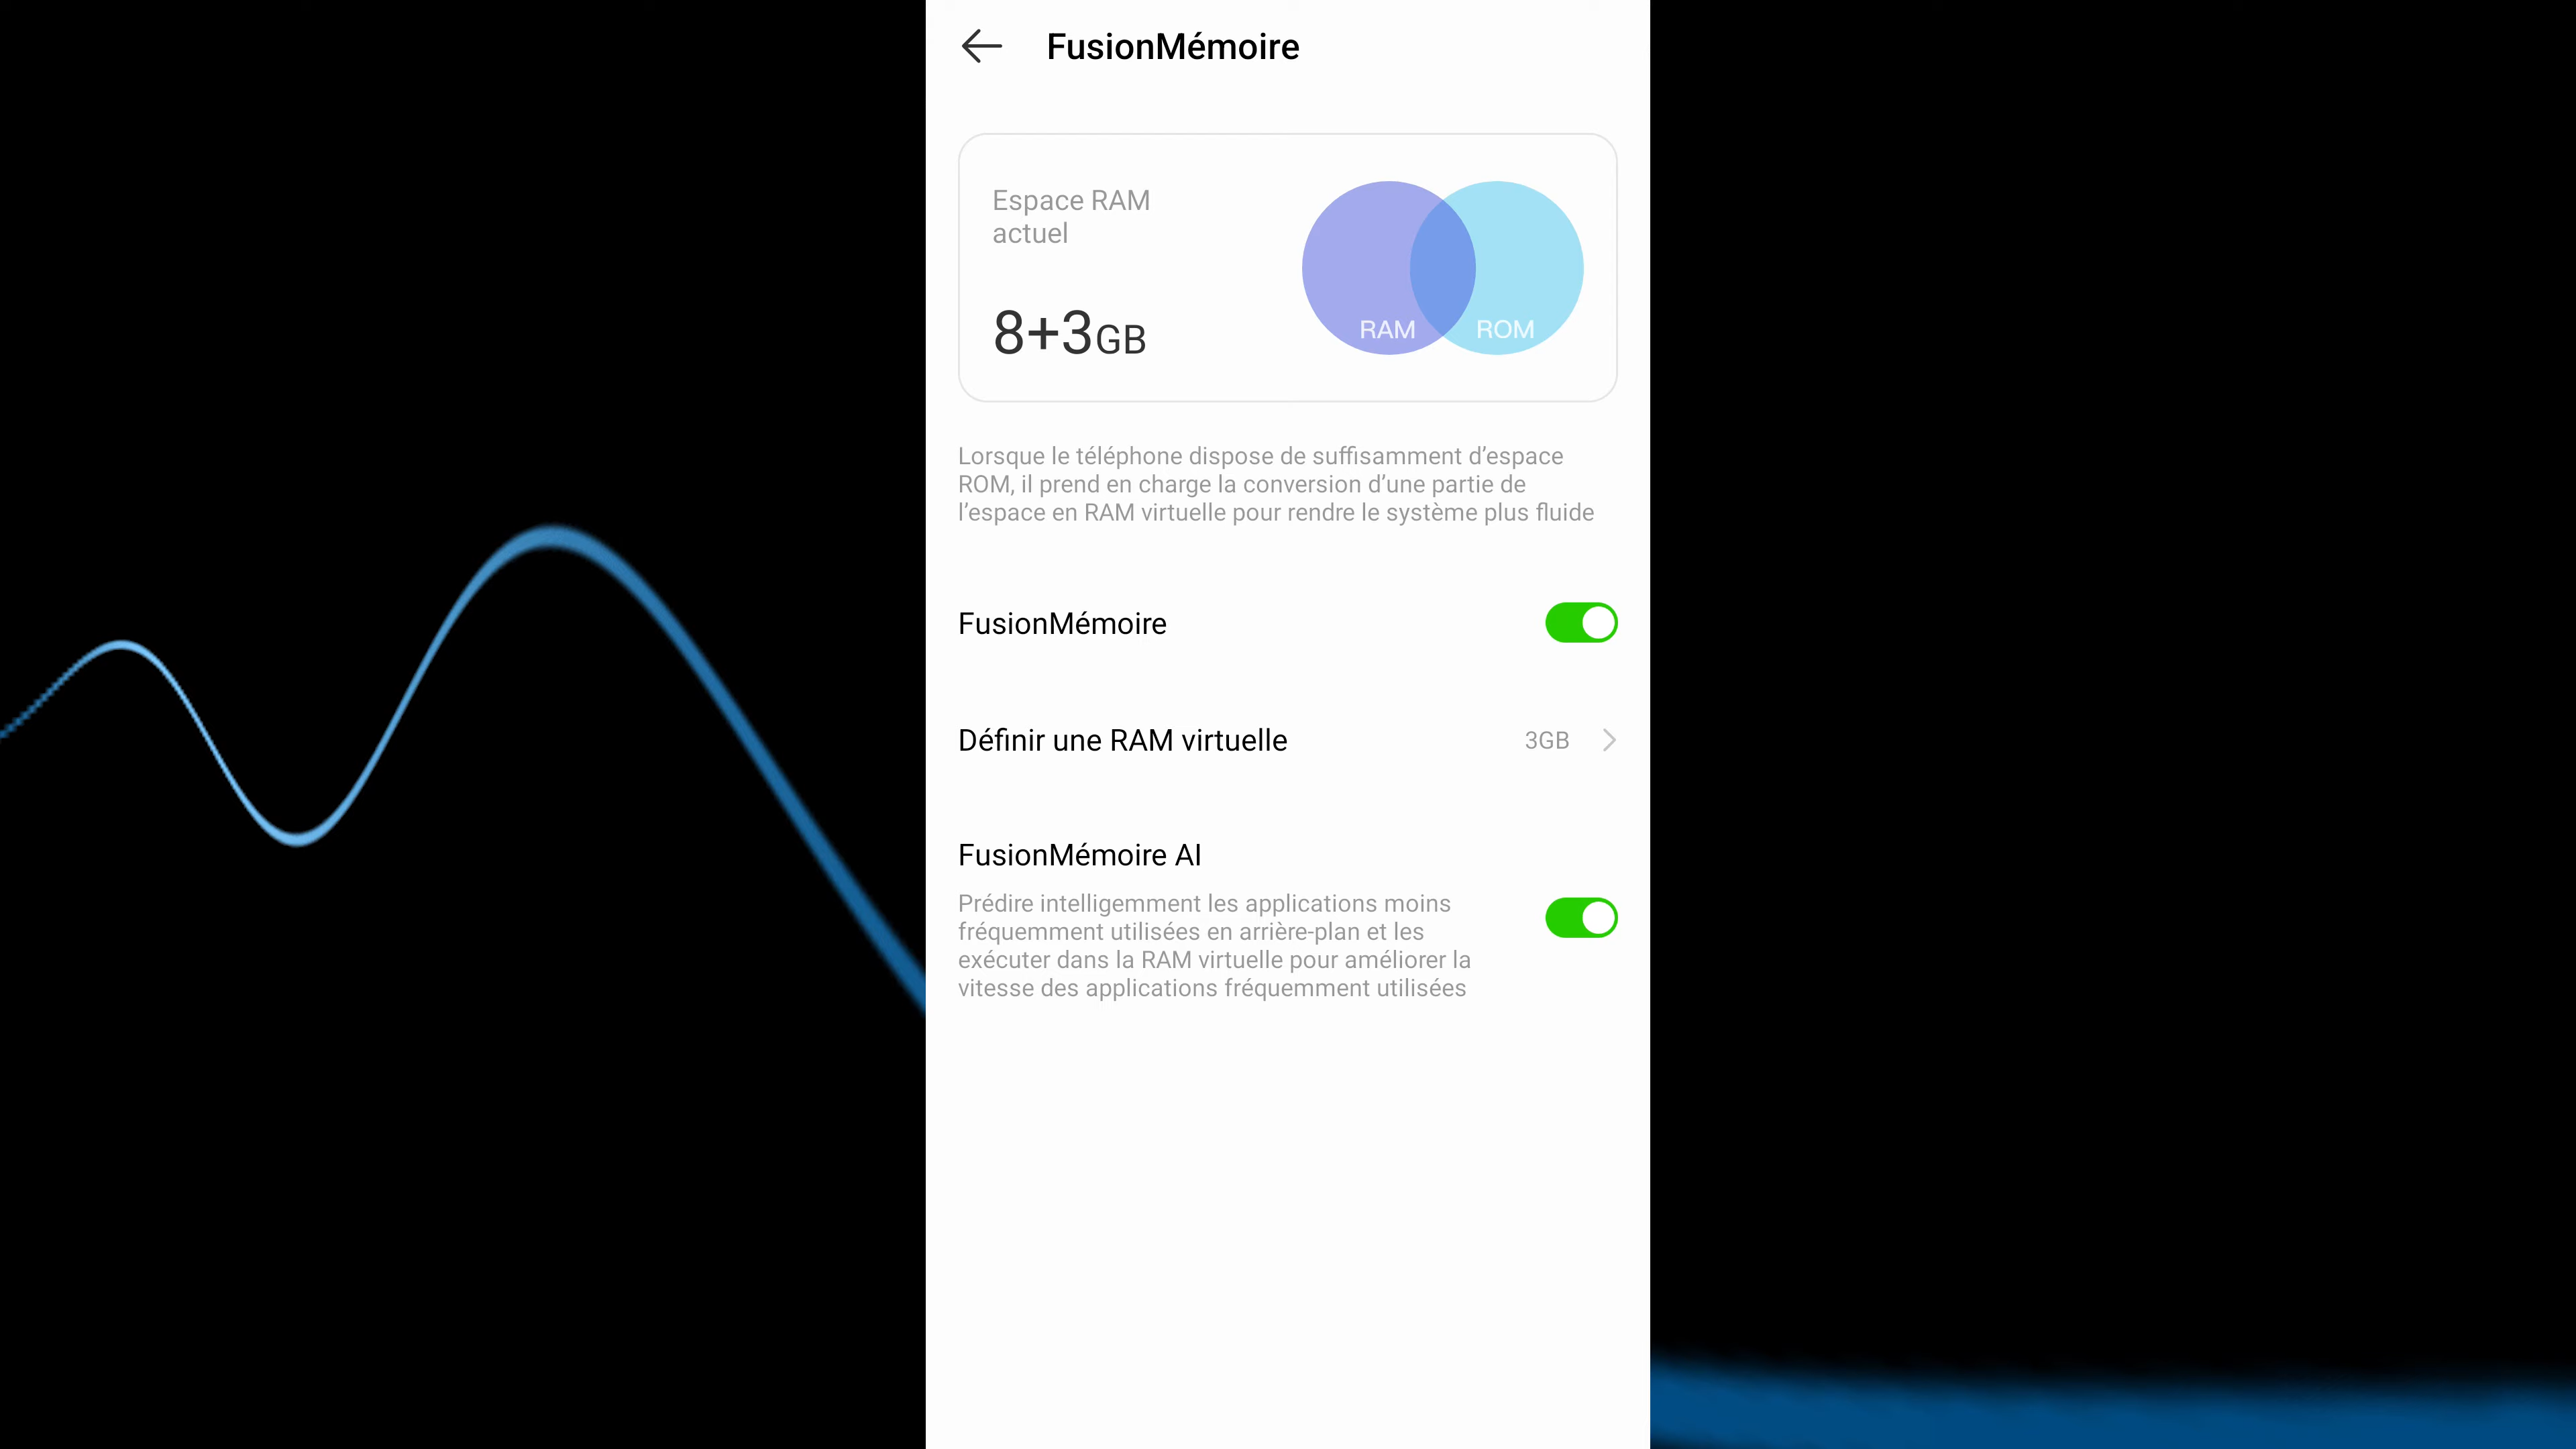 FusionMémoire
Espace RAM
actuel
8+3GB
RAM
ROM
Lorsque le téléphone dispose de suffisamment d’espace
ROM, il prend en charge la conversion d’une partie de
l’espace en RAM virtuelle pour rendre le système plus fluide
FusionMémoire
Définir une RAM virtuelle 3GB
FusionMémoire AI
Prédire intelligemment les applications moins
fréquemment utilisées en arrière-plan et les
exécuter dans la RAM virtuelle pour améliorer la
vitesse des applications fréquemment utilisées